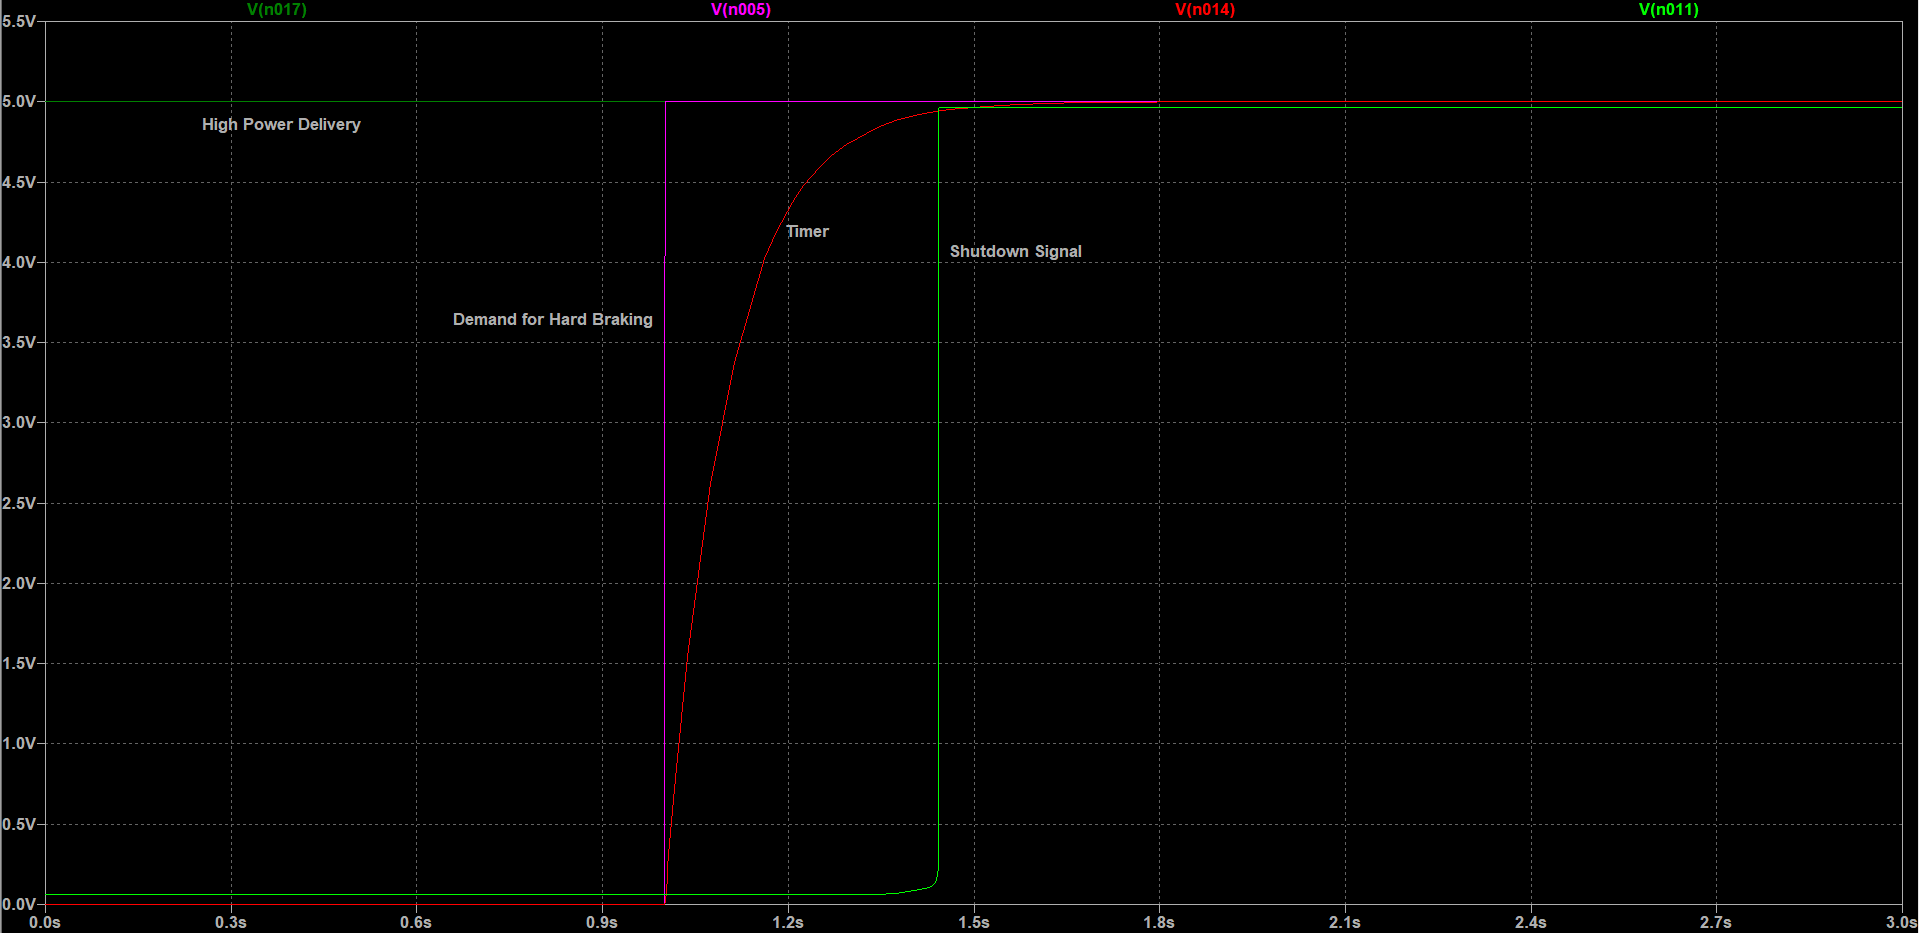 V(n017) V(n005) V(n014) V(n011)
5.5V
5.0V
High Power Delivery
4.5V
Timer
Shutdown Signal
4.0V
Demand for Hard Braking
3.5V
3.0V
2.5V
2.0V
1.5V
1.0V
0.5V
0.0V
0.0s 0.3s 0.6s 0.9s 1.2s 1.5s 1.8s 2.1s 2.4s 2.7s 3.0s